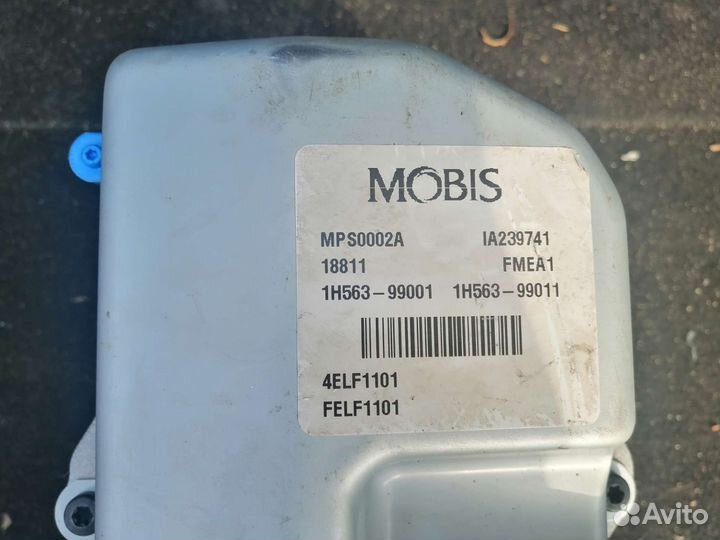 MOBIS
MPS0002A IA239741
18811 FMEA1
1H563-99001 1H563-99011
4ELF1101
FELF1101
Avito